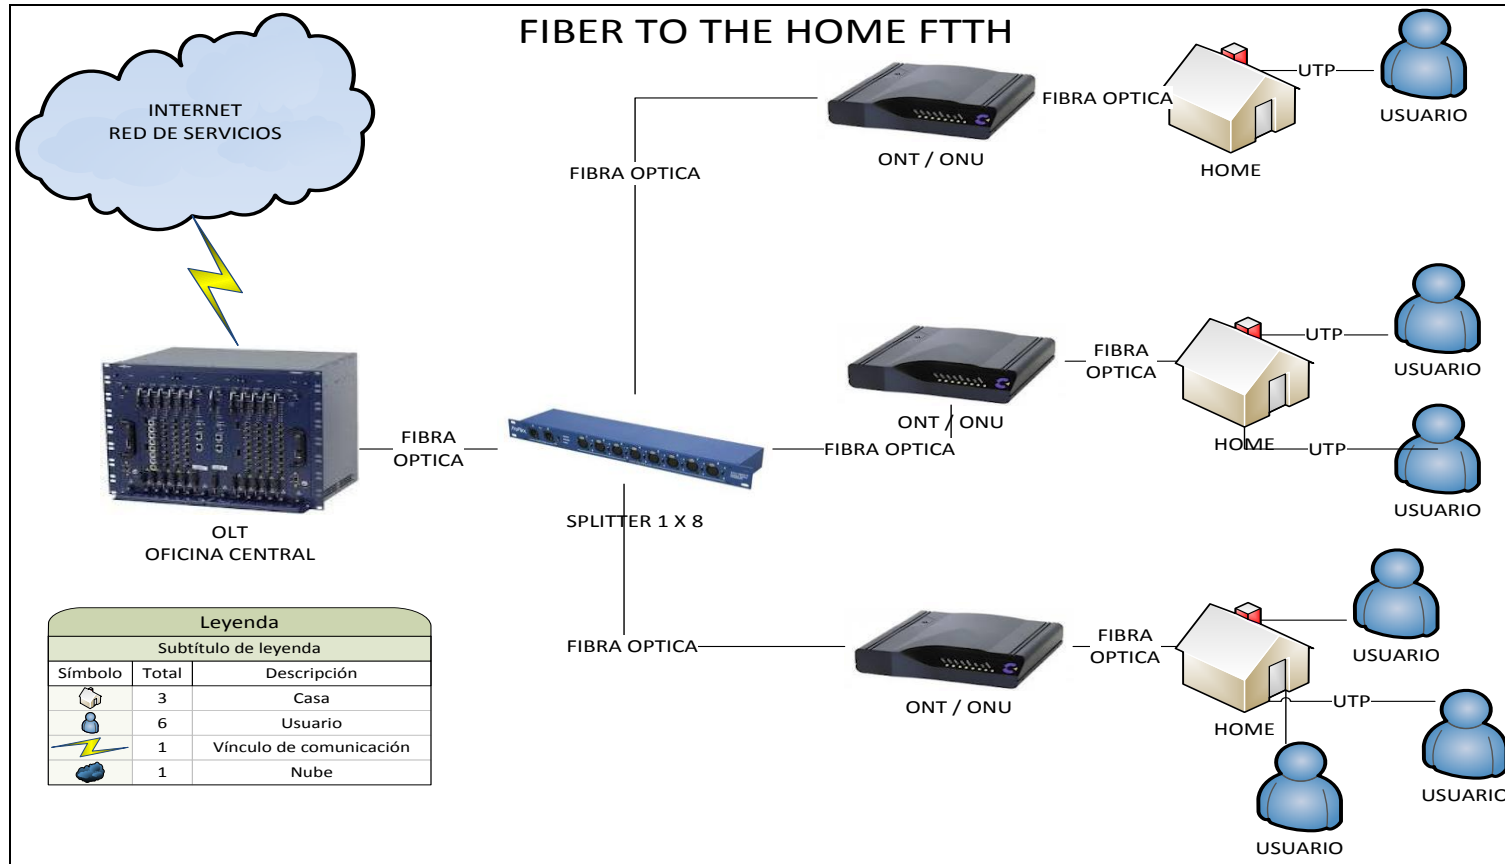 FIBER TO THE HOME FTTH
INTERNET
RED DE SERVICIOS
FIBRA OPTICA
ONT / ONU
FIBRA OPTICA
HOME
UTP
USUARIO
OLT
OFICINA CENTRAL
FIBRA
OPTICA
SPLITTER 1 X 8
FIBRA OPTICA
ONT / ONU
FIBRA
OPTICA
HOME
UTP
USUARIO
UTP
USUARIO
FIBRA OPTICA
ONT / ONU
FIBRA
OPTICA
HOME
USUARIO
UTP
USUARIO
USUARIO
Leyenda
Subtítulo de leyenda
Símbolo Total Descripción
3 Casa
6 Usuario
1 Vínculo de comunicación
1 Nube